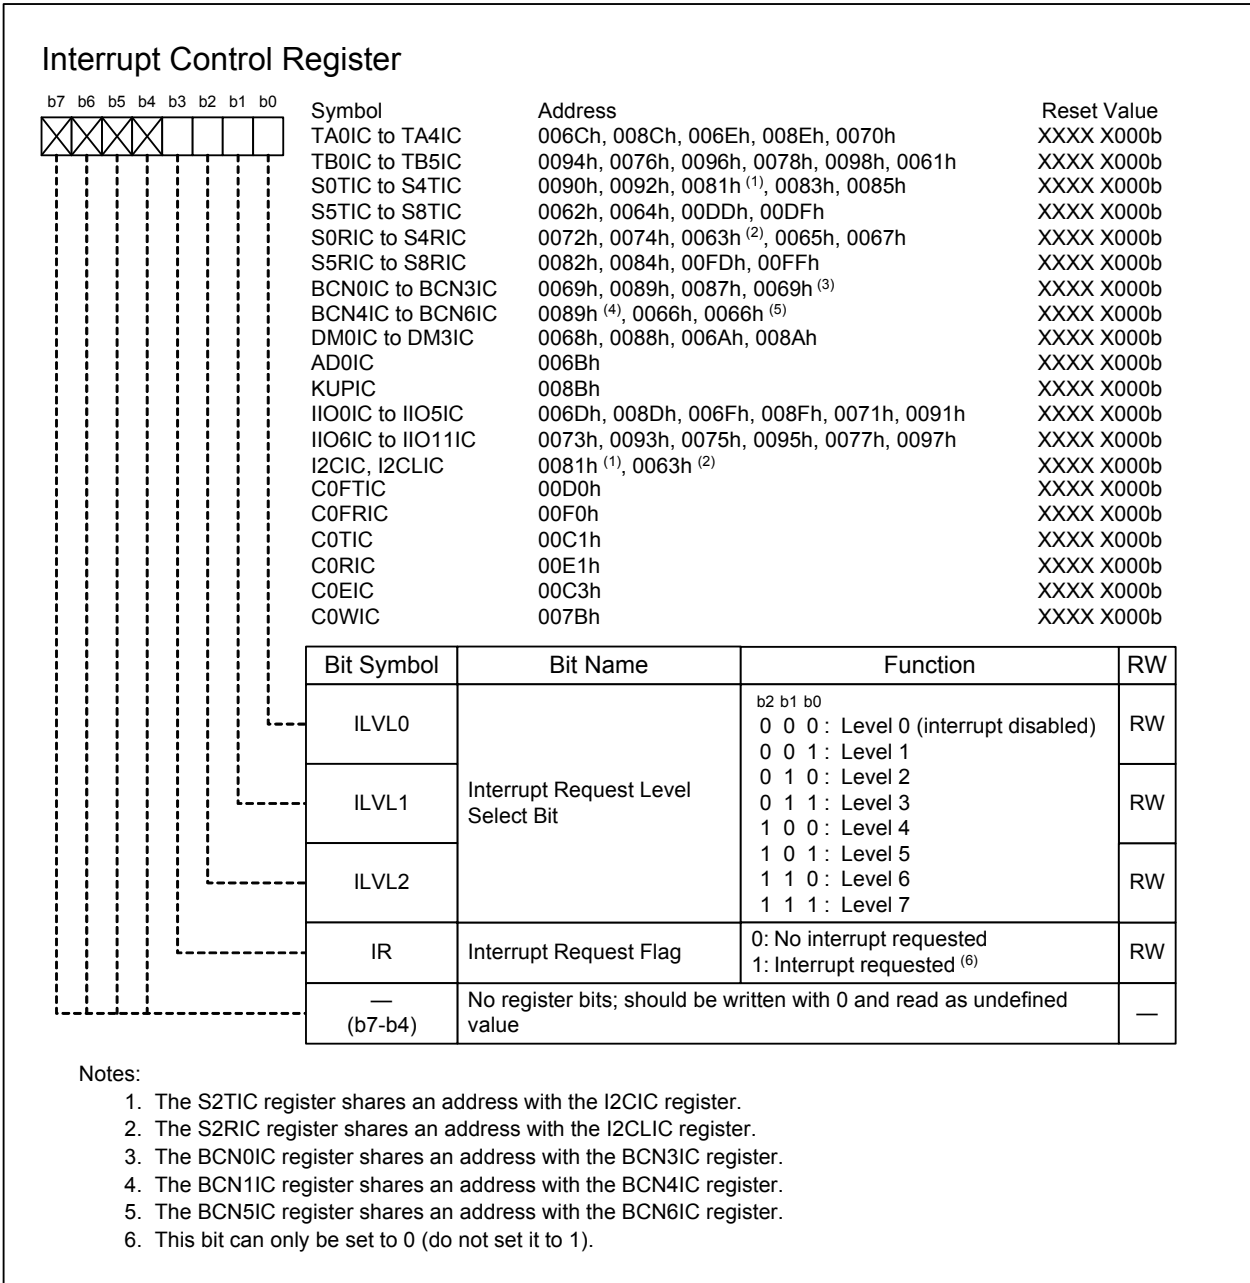 Interrupt Control Register
b7 b6 b5 b4 b3 b2 b1 b0
Symbol Address Reset Value
TA0IC to TA4IC 006Ch, 008Ch, 006Eh, 008Eh, 0070h XXXX X000b
TB0IC to TB5IC 0094h, 0076h, 0096h, 0078h, 0098h, 0061h XXXX X000b
S0TIC to S4TIC 0090h, 0092h, 0081h (1), 0083h, 0085h XXXX X000b
S5TIC to S8TIC 0062h, 0064h, 00DDh, 00DFh XXXX X000b
S0RIC to S4RIC 0072h, 0074h, 0063h (2), 0065h, 0067h XXXX X000b
S5RIC to S8RIC 0082h, 0084h, 00FDh, 00FFh XXXX X000b
BCN0IC to BCN3IC 0069h, 0089h, 0087h, 0069h (3) XXXX X000b
BCN4IC to BCN6IC 0089h (4), 0066h, 0066h (5) XXXX X000b
DM0IC to DM3IC 0068h, 0088h, 006Ah, 008Ah XXXX X000b
AD0IC 006Bh XXXX X000b
KUPIC 008Bh XXXX X000b
IIO0IC to IIO5IC 006Dh, 008Dh, 006Fh, 008Fh, 0071h, 0091h XXXX X000b
IIO6IC to IIO11IC 0073h, 0093h, 0075h, 0095h, 0077h, 0097h XXXX X000b
I2CIC, I2CLIC 0081h (1), 0063h (2) XXXX X000b
C0FTIC 00D0h XXXX X000b
C0FRIC 00F0h XXXX X000b
C0TIC 00C1h XXXX X000b
C0RIC 00E1h XXXX X000b
C0EIC 00C3h XXXX X000b
C0WIC 007Bh XXXX X000b
Bit Symbol Bit Name Function RW
ILVL0 RW
ILVL1 RW
ILVL2 RW
Interrupt Request Level
Select Bit
b2 b1 b0
0 0 0 : Level 0 (interrupt disabled)
0 0 1 : Level 1
0 1 0 : Level 2
0 1 1 : Level 3
1 0 0 : Level 4
1 0 1 : Level 5
1 1 0 : Level 6
1 1 1 : Level 7
IR Interrupt Request Flag 0: No interrupt requested RW
1: Interrupt requested (6)
— No register bits; should be written with 0 and read as undefined —
(b7-b4) value
Notes:
1. The S2TIC register shares an address with the I2CIC register.
2. The S2RIC register shares an address with the I2CLIC register.
3. The BCN0IC register shares an address with the BCN3IC register.
4. The BCN1IC register shares an address with the BCN4IC register.
5. The BCN5IC register shares an address with the BCN6IC register.
6. This bit can only be set to 0 (do not set it to 1).